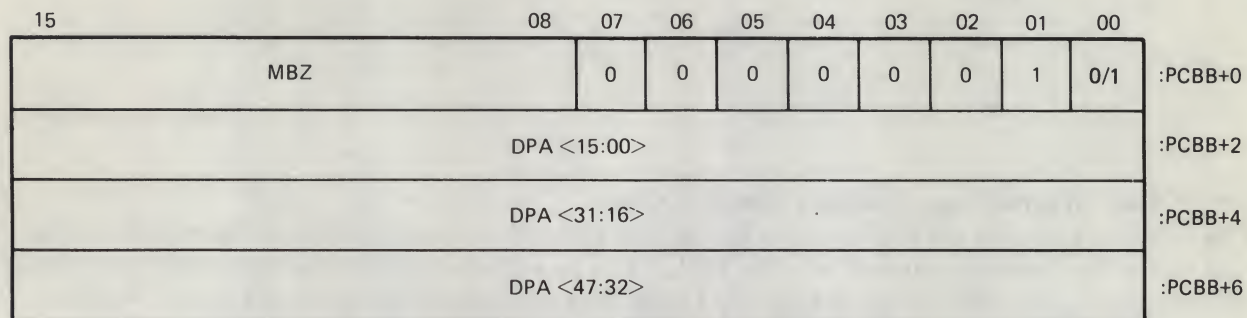 15 08 07 06 05 04 03 02 01 00
MBZ 0 0 0 0 0 0 1 0/1 :PCBB+0
DPA <15:00> :PCBB+2
DPA <31:16> :PCBB+4
DPA <47:32> :PCBB+6